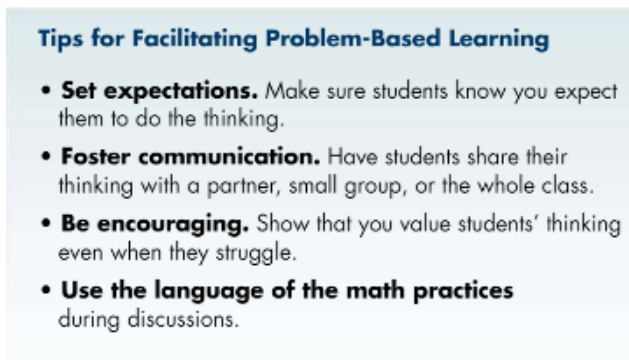 Tips for Facilitating Problem-Based Learning
• Set expectations. Make sure students know you expect
them to do the thinking.
• Foster communication. Have students share their
thinking with a partner, small group, or the whole class.
• Be encouraging. Show that you value students’ thinking
even when they struggle.
• Use the language of the math practices
during discussions.